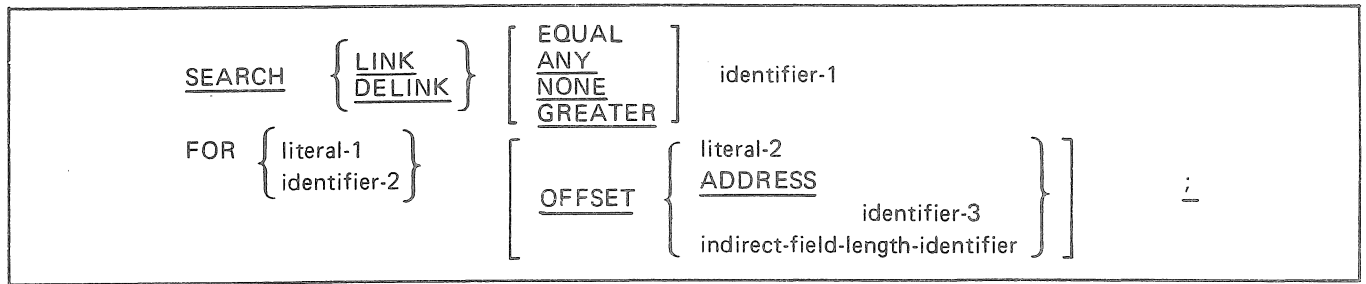 EQUAL
SEARCH LINK ANY identifier-1
DELINK NONE
GREATER
FOR literal-1 literal-2
identifier-2 OFFSET ADDRESS ;
identifier-3
indirect-field-length-identifier